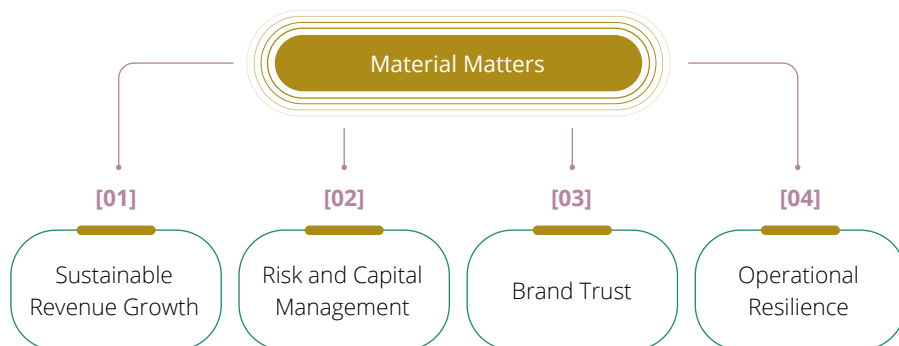 Material Matters
[01]
[02]
[03]
[04]
Sustainable
Revenue Growth
Risk and Capital
Management
Brand Trust
Operational
Resilience